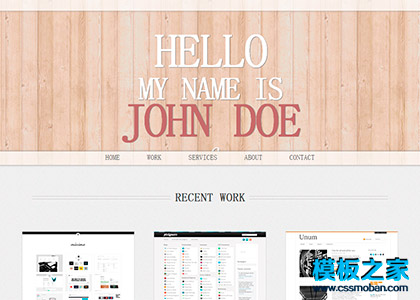 HELLO
MY NAME IS
JOHN DOE
HOME WORK SERVICES ABOUT CONTACT
RECENT WORK
Unum
模板之家
www.cssmoban.com